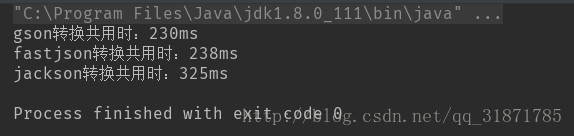 "C:\Program Files\Java\jdk1.8.0_111\bin\java" ...
gson转换共用时：230ms
fastjson转换共用时：238ms
jackson转换共用时：325ms
Process finished with exit code 0
http://blog.csdn.net/qq_31871785